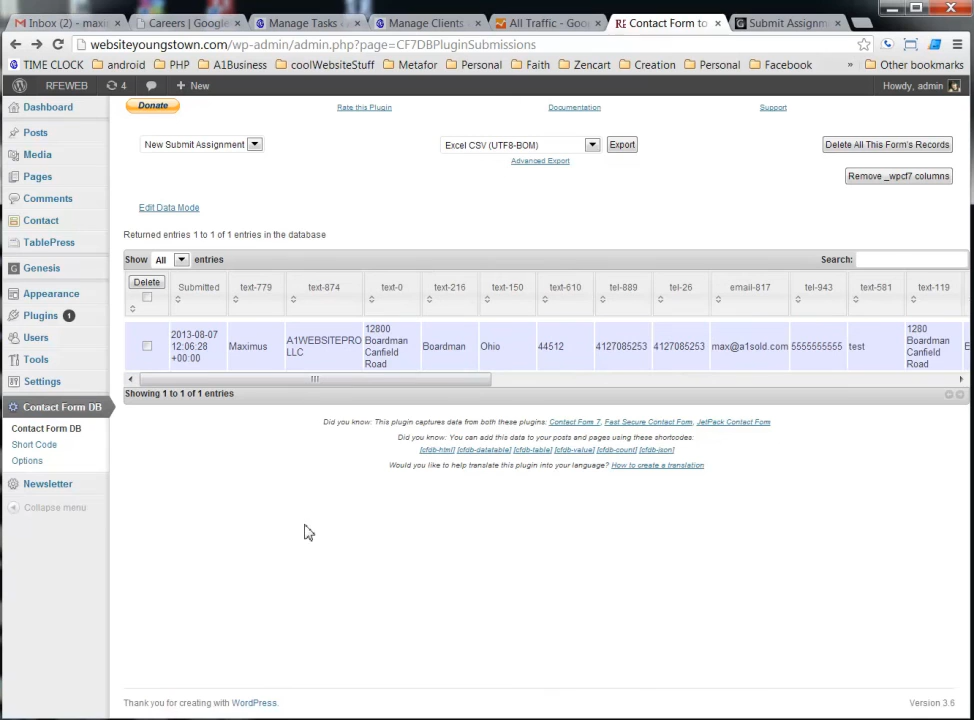 Inbox (2) - maxi
Careers | Google
Manage Tasks
Manage Clients
All Traffic - Goo
RE Contact Form to
Submit Assignm
websiteyoungstown.com/wp-admin/admin.php?page=CF7DBPluginSubmissions
TIME CLOCK android PHP A1Business coolWebsiteStuff Metafor Personal Faith Zencart Creation Personal Facebook » Other bookmarks
RFEWEB 4 + New Howdy, admin
Dashboard
Posts
Media
Pages
Comments
Contact
TablePress
Genesis
Appearance
Plugins 1
Users
Tools
Settings
Contact Form DB
Contact Form DB
Short Code
Options
Newsletter
Collapse menu
Donate Rate this Plugin Documentation Support
New Submit Assignment Excel CSV (UTF8-BOM) Export Delete All This Form's Records
Advanced Export
Remove _wpcf7 columns
Edit Data Mode
Returned entries 1 to 1 of 1 entries in the database
Show All entries Search:
Delete Submitted text-779 text-874 text-0 text-216 text-150 text-610 tel-889 tel-26 email-817 tel-943 text-581 text-119
2013-08-07 12:06:28 +00:00
Maximus
A1WEBSITEPRO LLC
12800 Boardman Canfield Road
Boardman
Ohio
44512
4127085253
4127085253
max@a1sold.com
5555555555
test
1280 Boardman Canfield Road
Showing 1 to 1 of 1 entries
Did you know: This plugin captures data from both these plugins: Contact Form 7, Fast Secure Contact Form, JetPack Contact Form
Did you know: You can add this data to your posts and pages using these shortcodes:
[cfdb-html] [cfdb-datatable] [cfdb-table] [cfdb-value] [cfdb-count] [cfdb-json]
Would you like to help translate this plugin into your language? How to create a translation
Thank you for creating with WordPress. Version 3.6